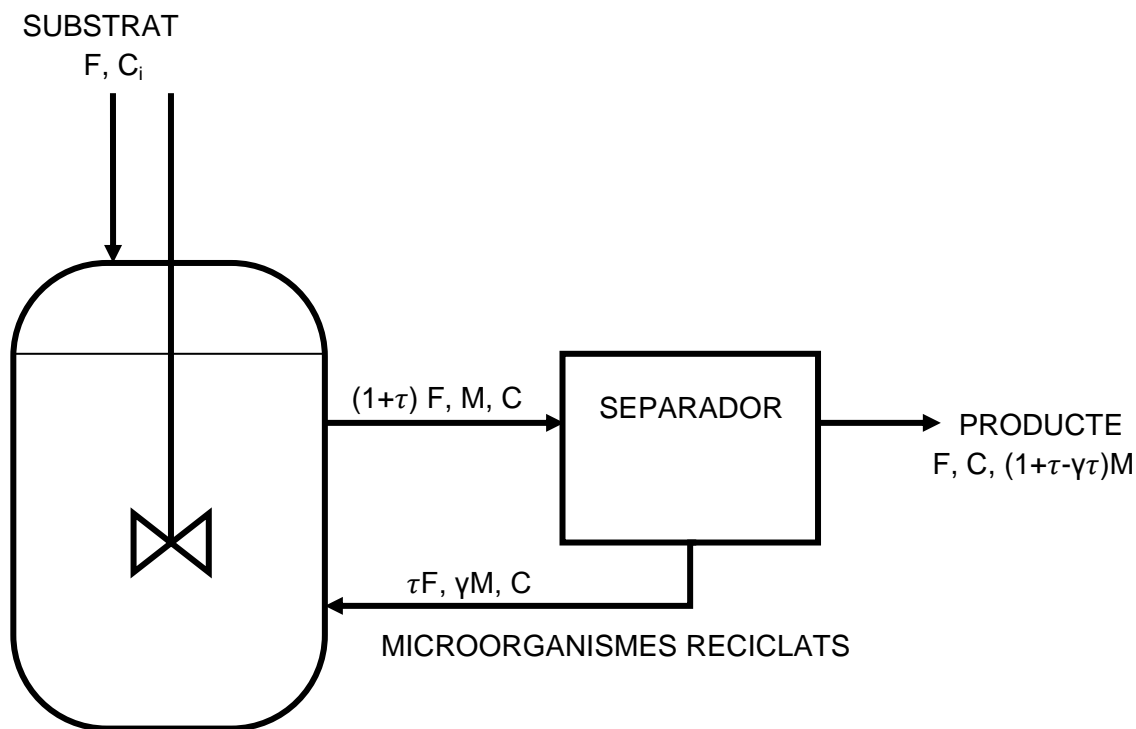 SUBSTRAT
F, Cᵢ
(1+τ) F, M, C
SEPARADOR
PRODUCTE
F, C, (1+τ-γτ)M
τF, γM, C
MICROORGANISMES RECICLATS